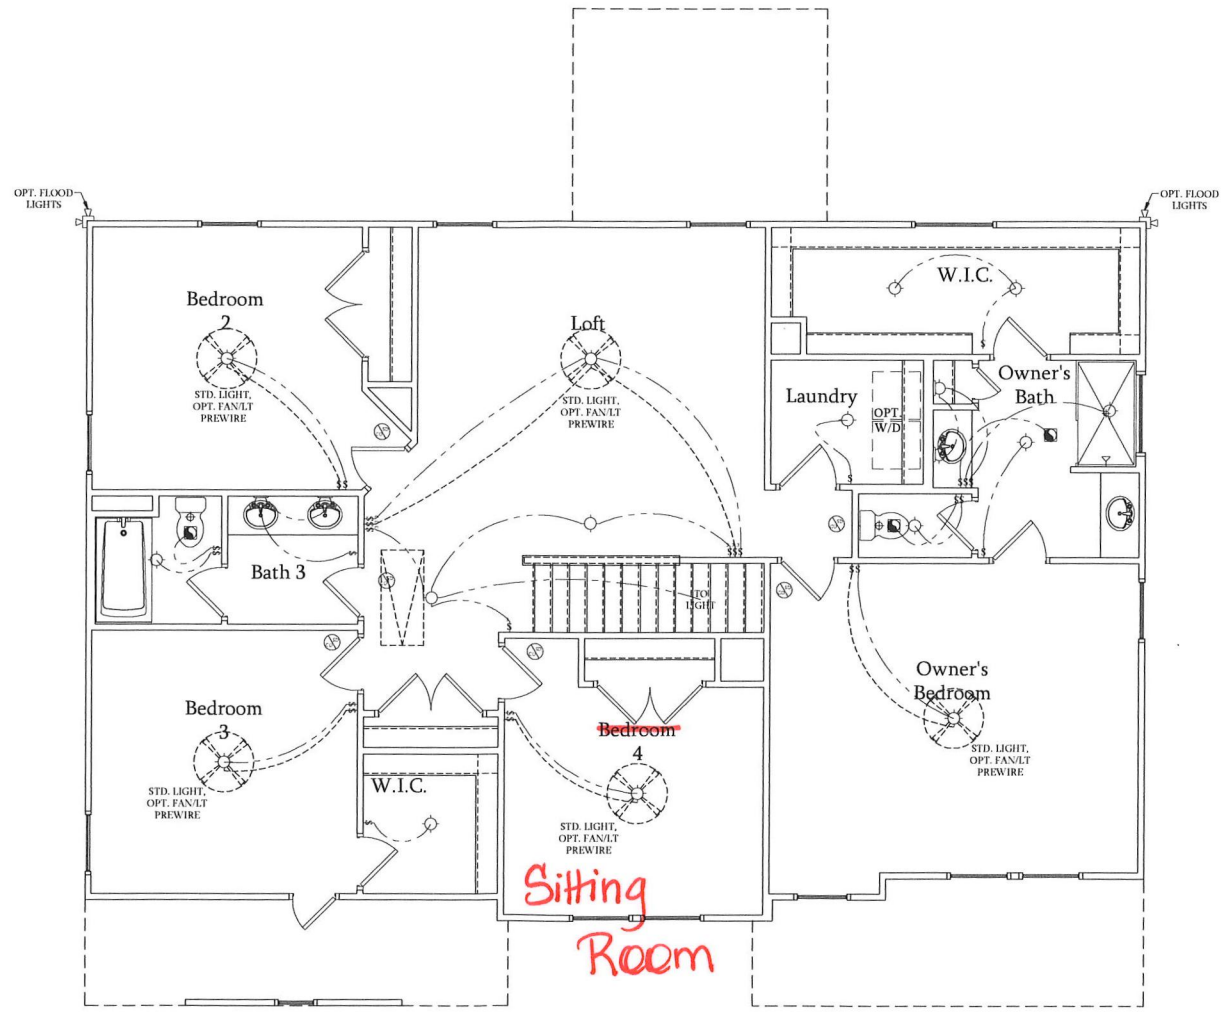 OPT. FLOOD
LIGHTS
OPT. FLOOD
LIGHTS
Bedroom
2
STD. LIGHT,
OPT. FAN/LT
PREWIRE
Loft
STD. LIGHT,
OPT. FAN/LT
PREWIRE
W.I.C.
Laundry
OPT.
W/D
Owner's
Bath
$$
$$$
$
$
$$$
$$
$
$$
$
Bath 3
$$$
TO
LIGHT
$
$$
Bedroom
3
STD. LIGHT,
OPT. FAN/LT
PREWIRE
$$
W.I.C.
$
$$
Bedroom
4
STD. LIGHT,
OPT. FAN/LT
PREWIRE
Owner's
Bedroom
STD. LIGHT,
OPT. FAN/LT
PREWIRE
Sitting
Room